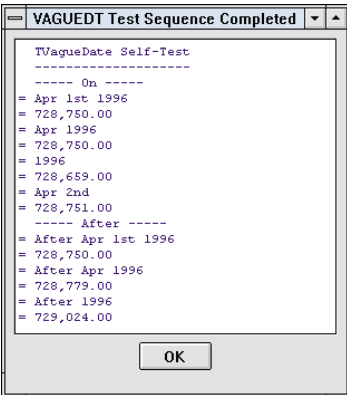 VAGUEDT Test Sequence Completed
TVagueDate Self-Test
--------------------
----- On -----
= Apr 1st 1996
= 728,750.00
= Apr 1996
= 728,750.00
= 1996
= 728,659.00
= Apr 2nd
= 728,751.00
----- After -----
= After Apr 1st 1996
= 728,750.00
= After Apr 1996
= 728,779.00
= After 1996
= 729,024.00
OK